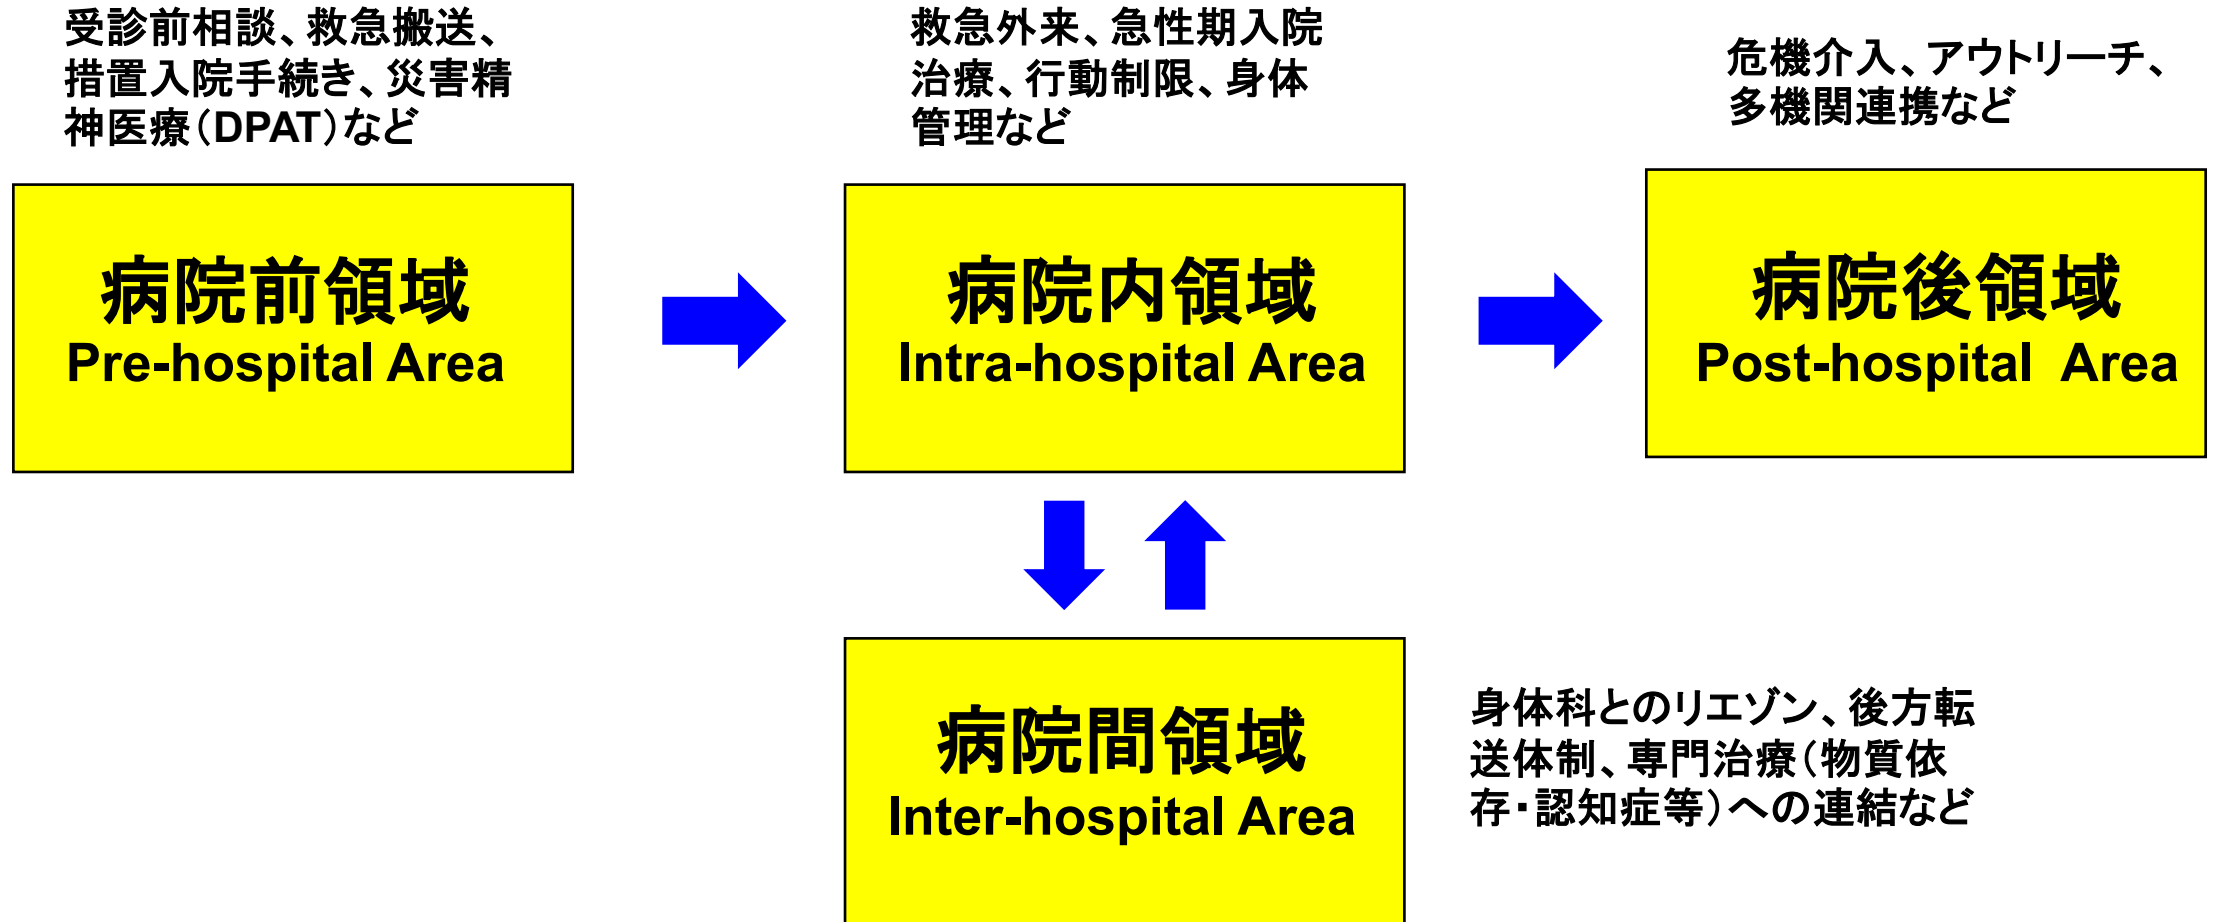 受診前相談、救急搬送、
措置入院手続き、災害精
神医療（DPAT）など
救急外来、急性期入院
治療、行動制限、身体
管理など
危機介入、アウトリーチ、
多機関連携など
病院前領域
Pre-hospital Area
病院内領域
Intra-hospital Area
病院後領域
Post-hospital Area
病院間領域
Inter-hospital Area
身体科とのリエゾン、後方転
送体制、専門治療（物質依
存・認知症等）への連結など